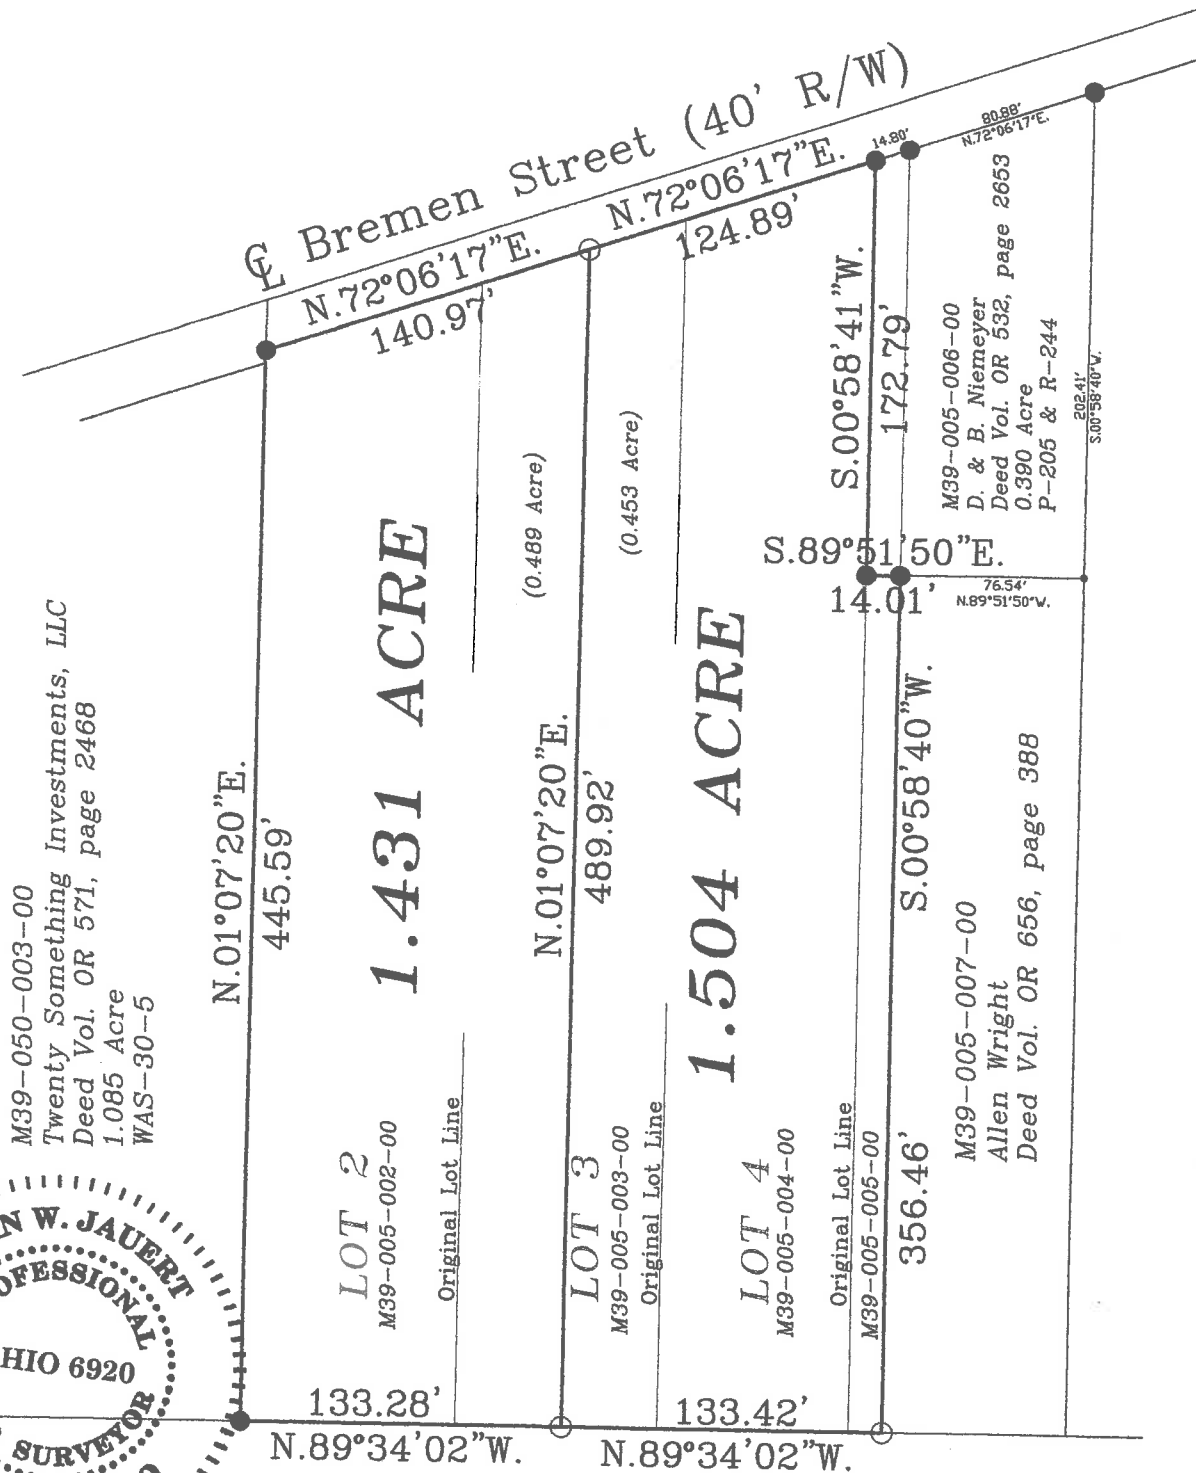 ℄ Bremen Street (40' R/W)
N.72°06'17"E.
140.97'
N.72°06'17"E.
124.89'
14.80'
80.88'
N.72°06'17"E.
S.00°58'41"W.
172.79'
M39-005-006-00
D. & B. Niemeyer
Deed Vol. OR 532, page 2653
0.390 Acre
P-205 & R-244
202.41'
S.00°58'40"W.
S.89°51'50"E.
14.01'
76.54'
N.89°51'50"W.
(0.489 Acre)
(0.453 Acre)
1.431 ACRE
1.504 ACRE
N.01°07'20"E.
445.59'
N.01°07'20"E.
489.92'
S.00°58'40"W.
356.46'
M39-050-003-00
Twenty Something Investments, LLC
Deed Vol. OR 571, page 2468
1.085 Acre
WAS-30-5
M39-005-007-00
Allen Wright
Deed Vol. OR 656, page 388
LOT 2
M39-005-002-00
Original Lot Line
LOT 3
M39-005-003-00
Original Lot Line
LOT 4
M39-005-004-00
Original Lot Line
M39-005-005-00
N W. JAUERT
OFESSIONAL
HIO 6920
SURVEYOR
133.28'
N.89°34'02"W.
133.42'
N.89°34'02"W.